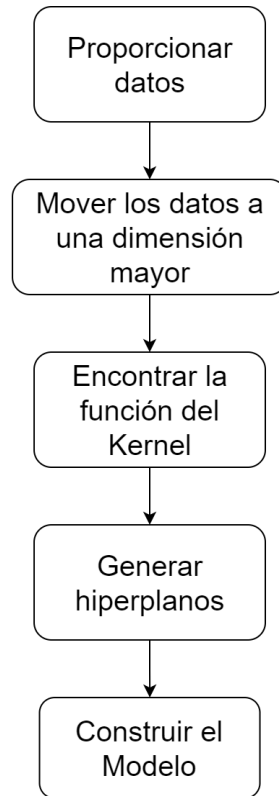 Proporcionar
datos
Mover los datos a
una dimensión
mayor
Encontrar la
función del
Kernel
Generar
hiperplanos
Construir el
Modelo